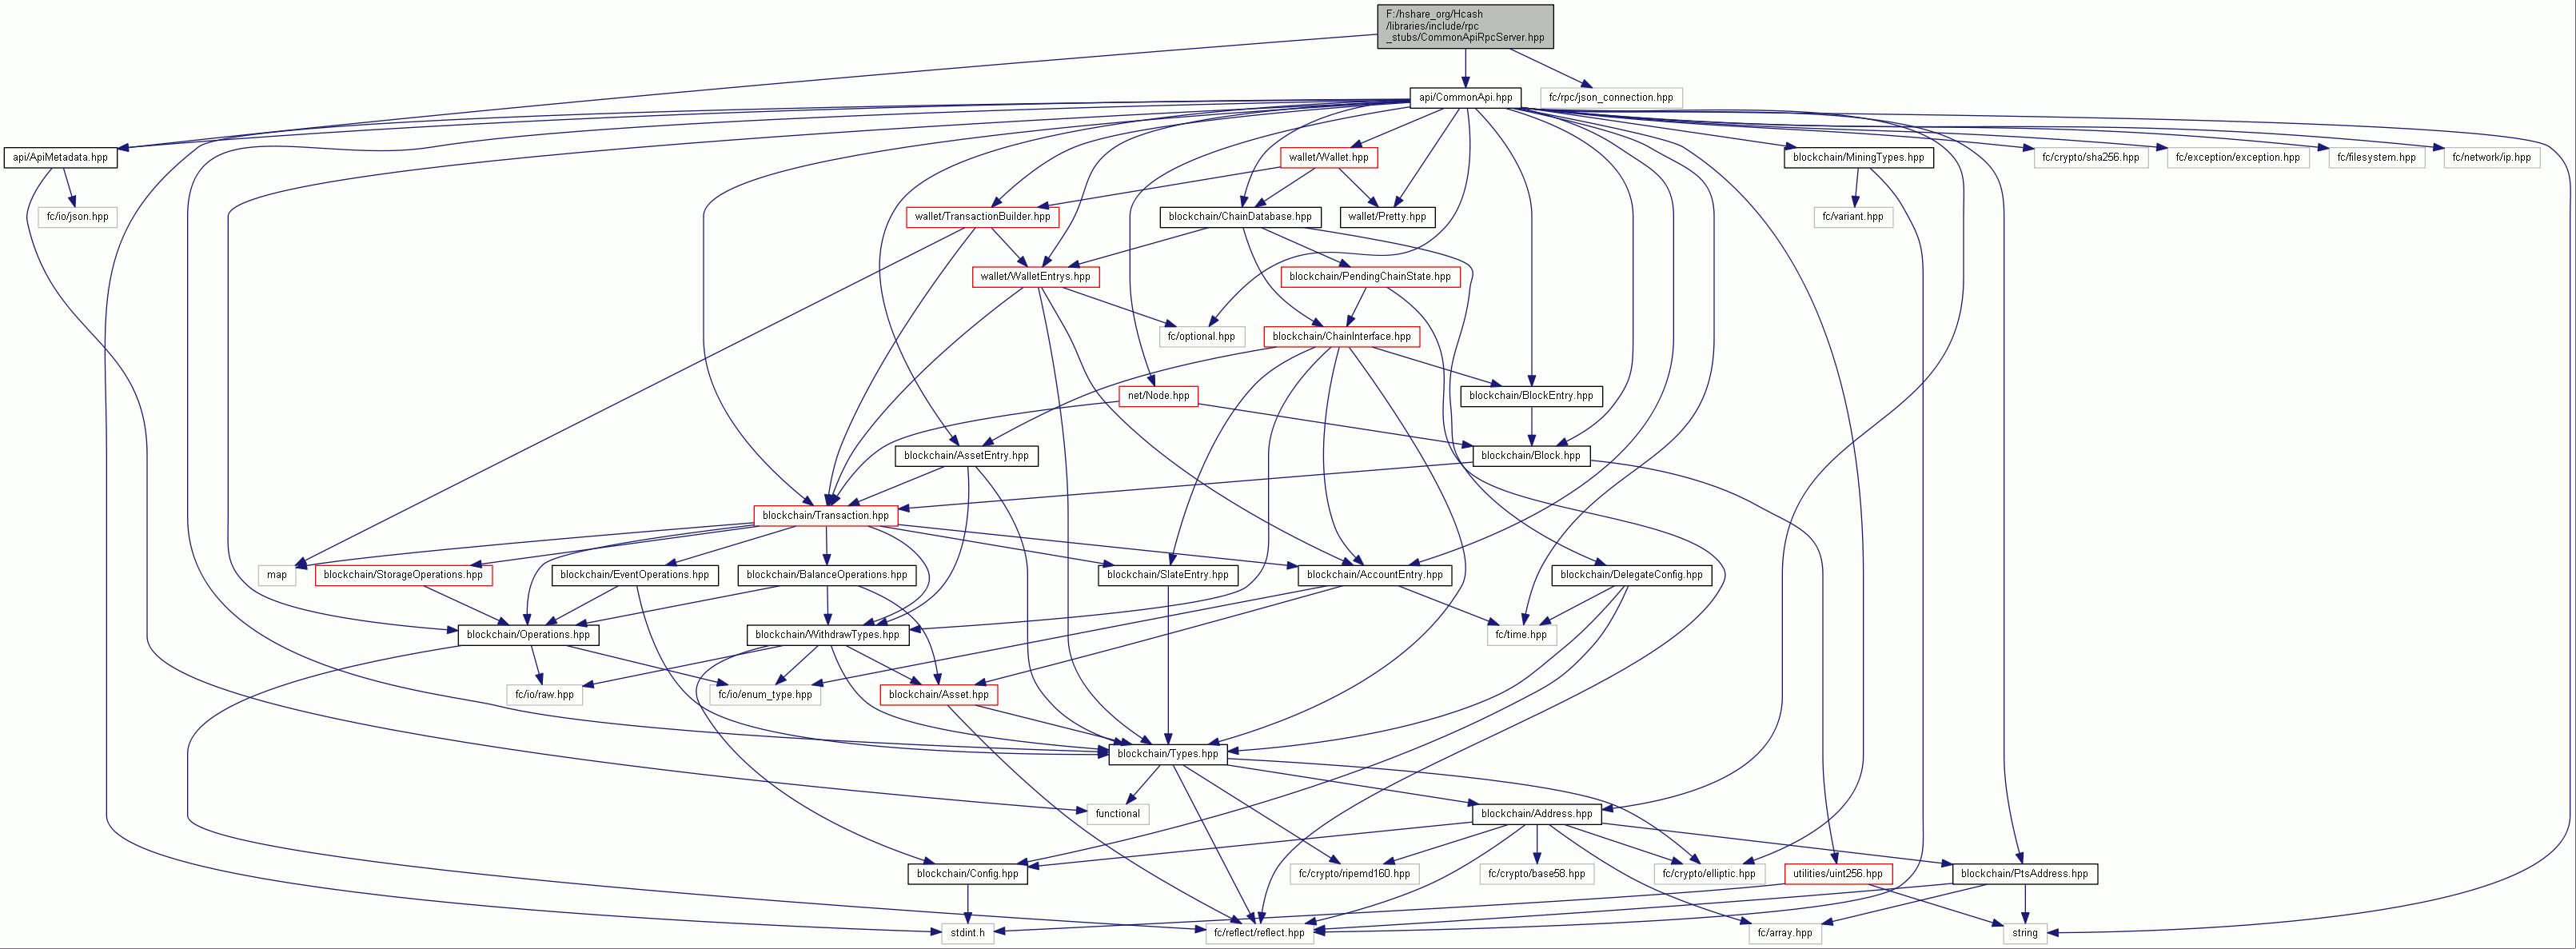 F:/hshare_org/Hcash
/libraries/include/rpc
_stubs/CommonApiRpcServer.hpp
api/CommonApi.hpp
fc/rpc/json_connection.hpp
api/ApiMetadata.hpp
wallet/Wallet.hpp
blockchain/MiningTypes.hpp
fc/crypto/sha256.hpp
fc/exception/exception.hpp
fc/filesystem.hpp
fc/network/ip.hpp
fc/io/json.hpp
wallet/TransactionBuilder.hpp
blockchain/ChainDatabase.hpp
wallet/Pretty.hpp
fc/variant.hpp
wallet/WalletEntrys.hpp
blockchain/PendingChainState.hpp
fc/optional.hpp
blockchain/ChainInterface.hpp
net/Node.hpp
blockchain/BlockEntry.hpp
blockchain/AssetEntry.hpp
blockchain/Block.hpp
blockchain/Transaction.hpp
map
blockchain/StorageOperations.hpp
blockchain/EventOperations.hpp
blockchain/BalanceOperations.hpp
blockchain/SlateEntry.hpp
blockchain/AccountEntry.hpp
blockchain/DelegateConfig.hpp
blockchain/Operations.hpp
blockchain/WithdrawTypes.hpp
fc/time.hpp
fc/io/raw.hpp
fc/io/enum_type.hpp
blockchain/Asset.hpp
blockchain/Types.hpp
functional
blockchain/Address.hpp
blockchain/Config.hpp
fc/crypto/ripemd160.hpp
fc/crypto/base58.hpp
fc/crypto/elliptic.hpp
utilities/uint256.hpp
blockchain/PtsAddress.hpp
stdint.h
fc/reflect/reflect.hpp
fc/array.hpp
string